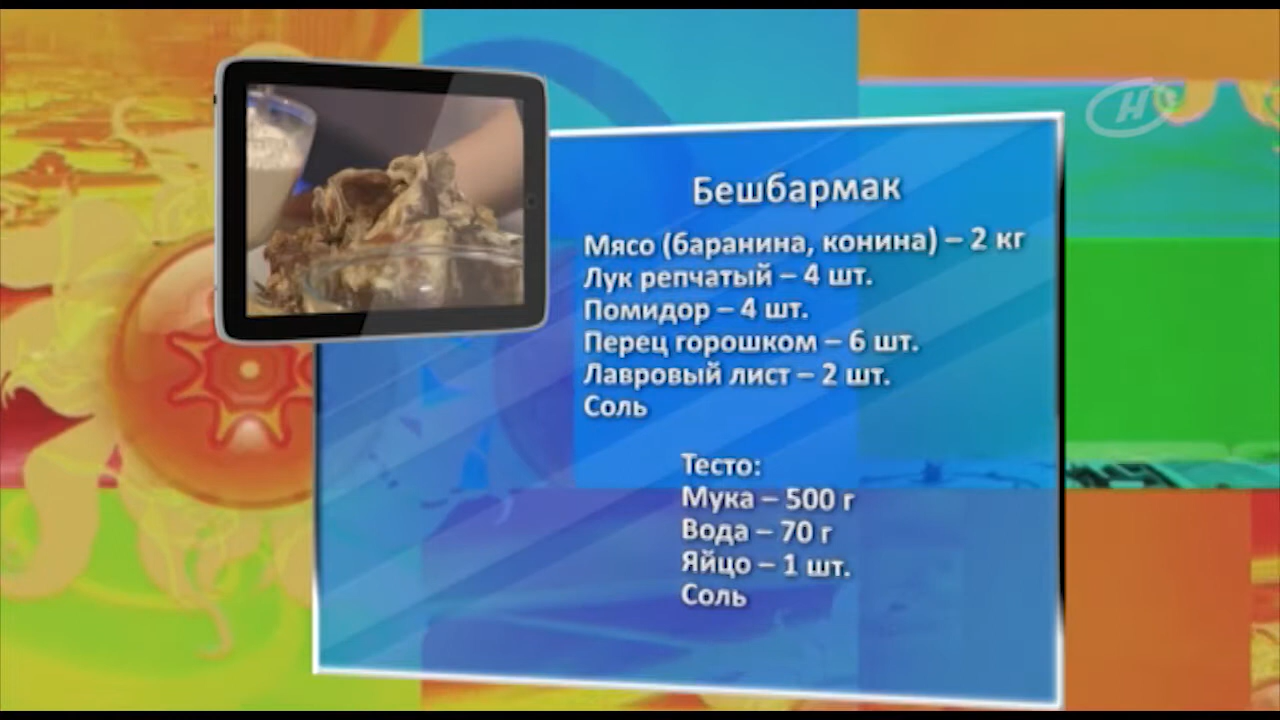 Н
Бешбармак
Мясо (баранина, конина) – 2 кг
Лук репчатый – 4 шт.
Помидор – 4 шт.
Перец горошком – 6 шт.
Лавровый лист – 2 шт.
Соль
Тесто:
Мука – 500 г
Вода – 70 г
Яйцо – 1 шт.
Соль